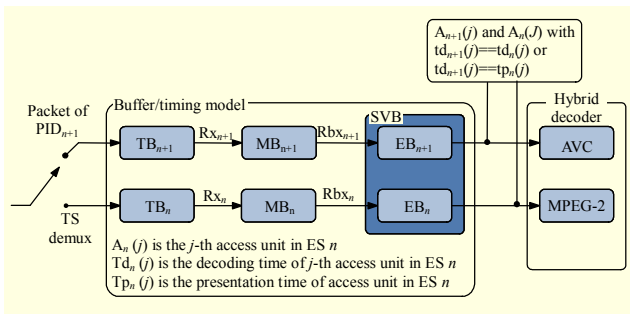 A_{n+1}(j) and A_n(J) with
td_{n+1}(j)==td_n(j) or
td_{n+1}(j)==tp_n(j)
Packet of
PID_{n+1}
Buffer/timing model
Hybrid
decoder
SVB
TB_{n+1}
Rx_{n+1}
MB_{n+1}
Rbx_{n+1}
EB_{n+1}
AVC
TS
demux
TB_n
Rx_n
MB_n
Rbx_n
EB_n
MPEG-2
A_n (j) is the j-th access unit in ES n
Td_n (j) is the decoding time of j-th access unit in ES n
Tp_n (j) is the presentation time of access unit in ES n